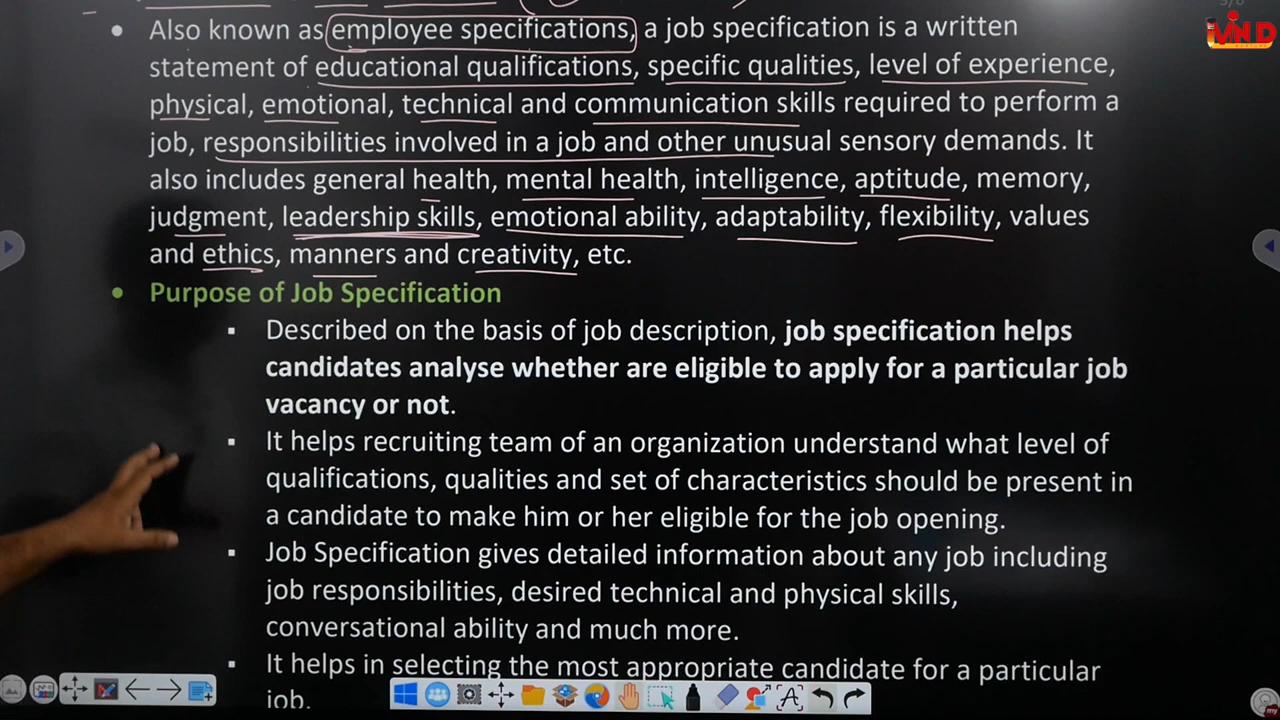 Also known as employee specifications, a job specification is a written
statement of educational qualifications, specific qualities, level of experience,
physical, emotional, technical and communication skills required to perform a
job, responsibilities involved in a job and other unusual sensory demands. It
also includes general health, mental health, intelligence, aptitude, memory,
judgment, leadership skills, emotional ability, adaptability, flexibility, values
and ethics, manners and creativity, etc.
Purpose of Job Specification
Described on the basis of job description, job specification helps
candidates analyse whether are eligible to apply for a particular job
vacancy or not.
It helps recruiting team of an organization understand what level of
qualifications, qualities and set of characteristics should be present in
a candidate to make him or her eligible for the job opening.
Job Specification gives detailed information about any job including
job responsibilities, desired technical and physical skills,
conversational ability and much more.
It helps in selecting the most appropriate candidate for a particular
job.